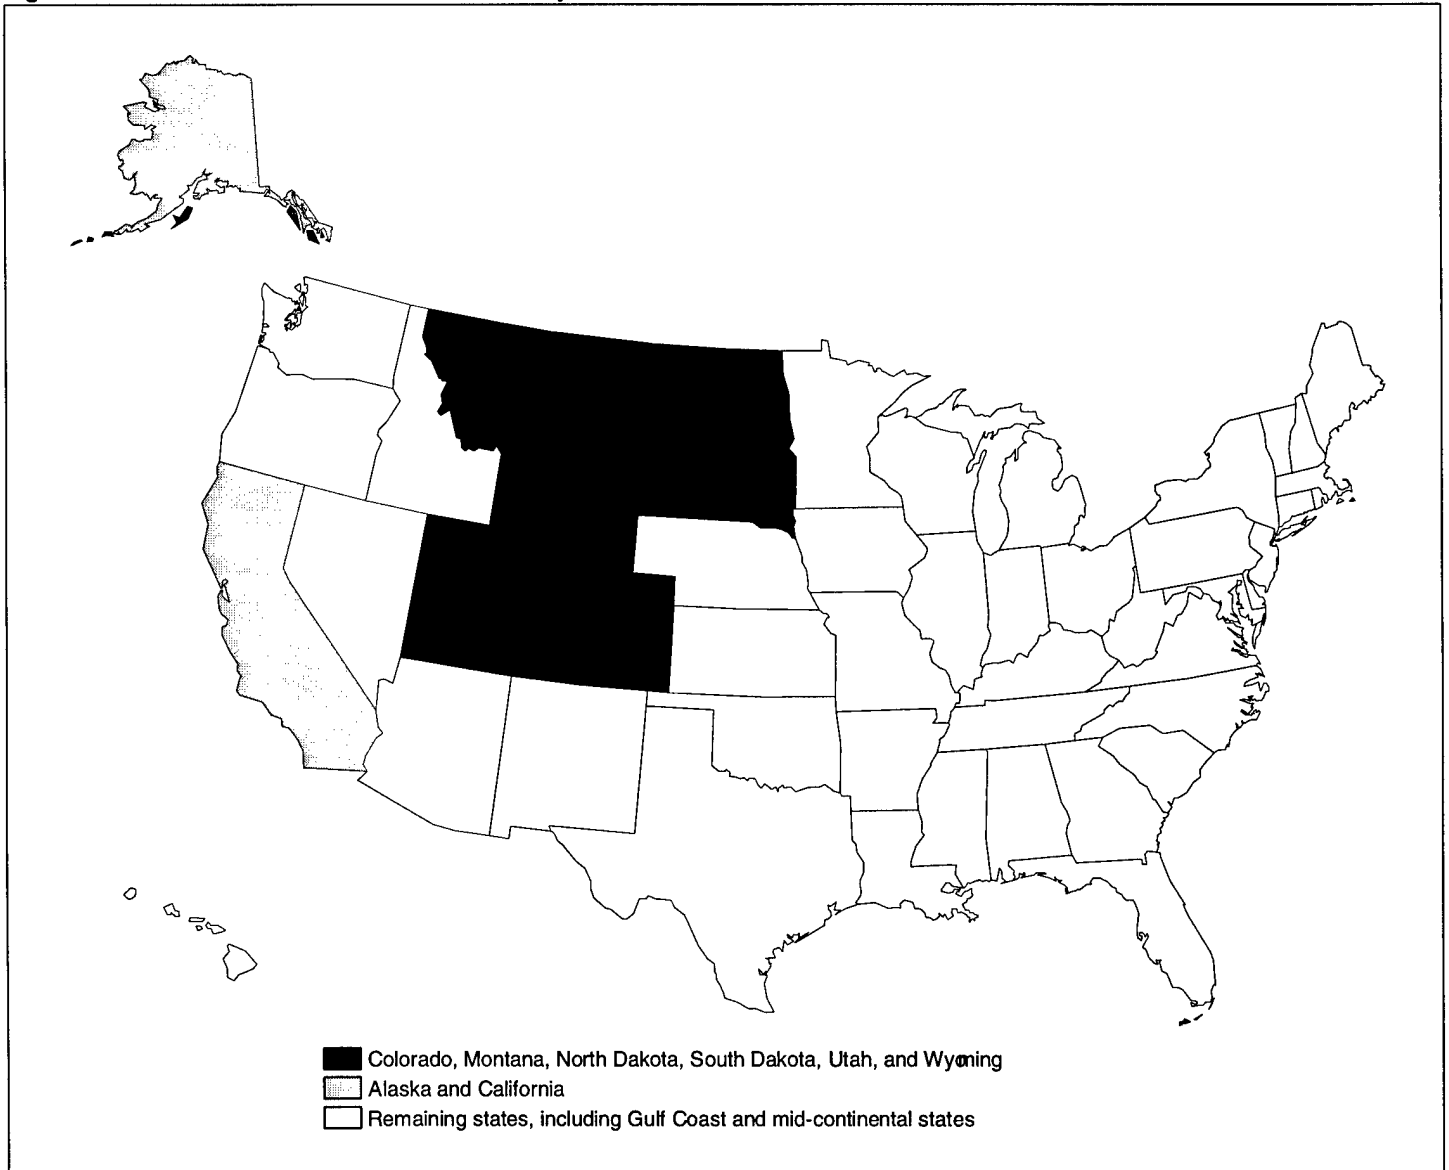 Colorado, Montana, North Dakota, South Dakota, Utah, and Wyoming
Alaska and California
Remaining states, including Gulf Coast and mid-continental states